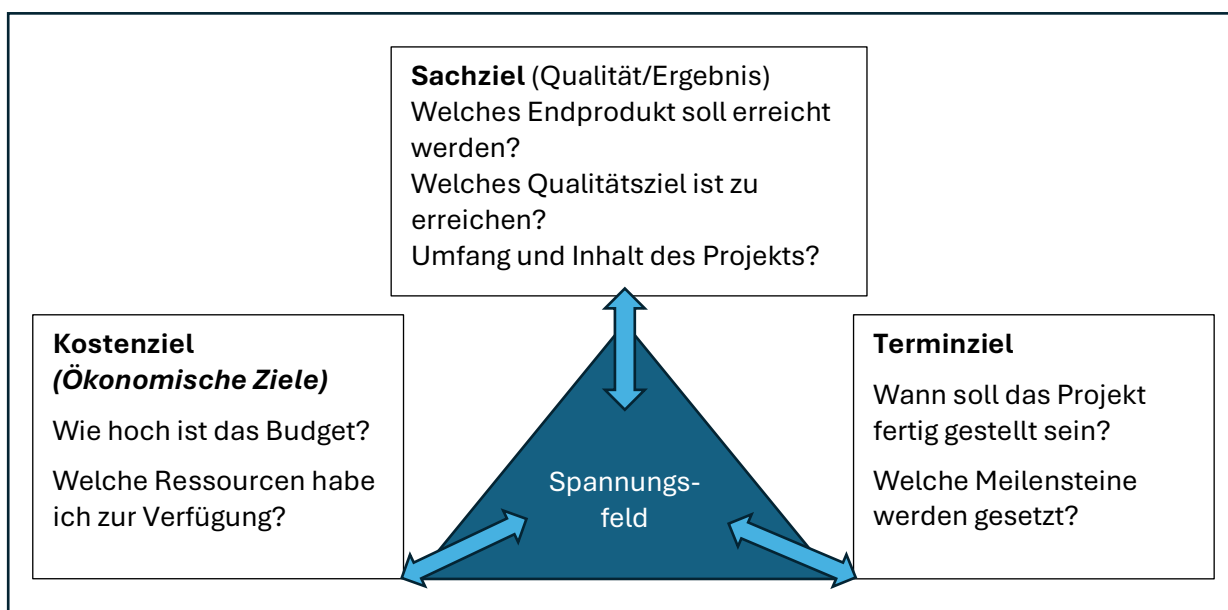 Sachziel (Qualität/Ergebnis)
Welches Endprodukt soll erreicht
werden?
Welches Qualitätsziel ist zu
erreichen?
Umfang und Inhalt des Projekts?
Kostenziel
(Ökonomische Ziele)
Wie hoch ist das Budget?
Welche Ressourcen habe
ich zur Verfügung?
Spannungs-
feld
Terminziel
Wann soll das Projekt
fertig gestellt sein?
Welche Meilensteine
werden gesetzt?